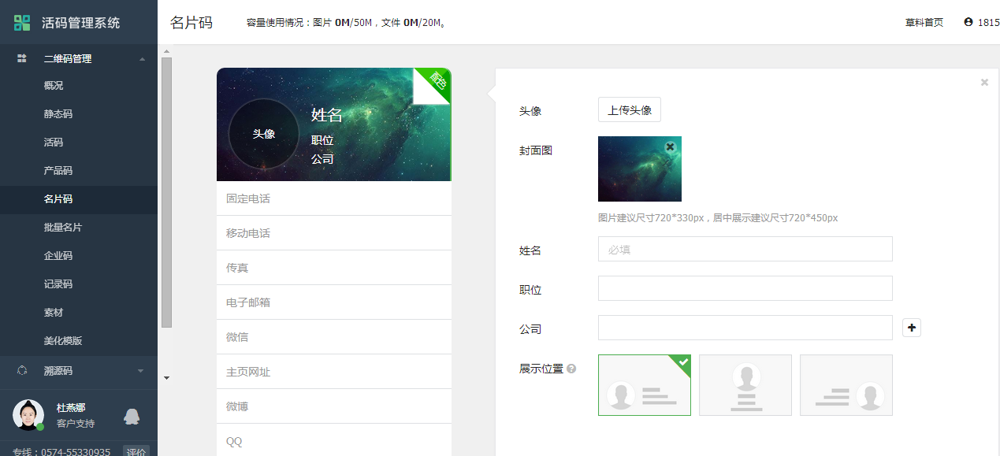 活码管理系统
名片码
容量使用情况：图片 0M/50M，文件 0M/20M。
草料首页
1815
二维码管理
概况
静态码
活码
产品码
名片码
批量名片
企业码
记录码
素材
美化模版
溯源码
杜燕娜
客户支持
专线：0574-55330935
评价
配色
头像
姓名
职位
公司
固定电话
移动电话
传真
电子邮箱
微信
主页网址
微博
QQ
头像
上传头像
封面图
图片建议尺寸720*330px，居中展示建议尺寸720*450px
姓名
必填
职位
公司
展示位置